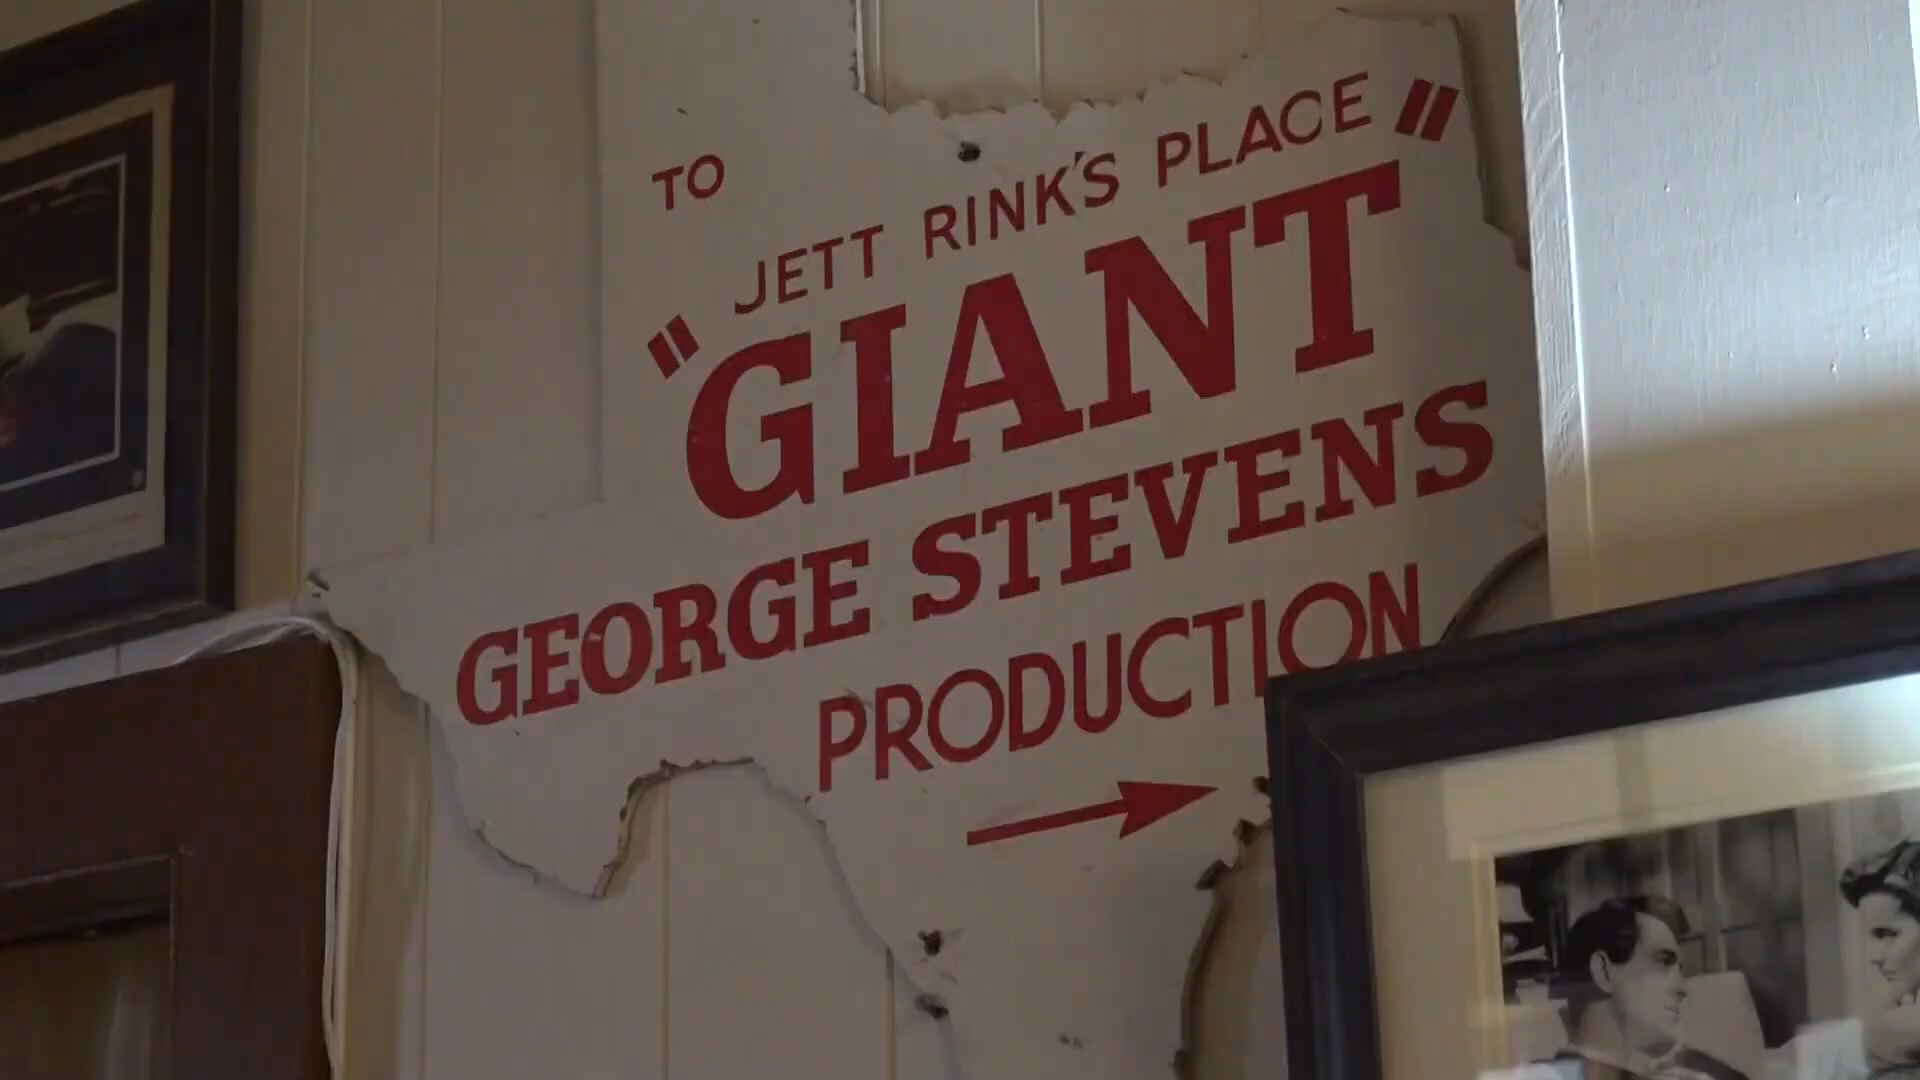 TO
JETT RINK'S PLACE
"GIANT"
GEORGE STEVENS
PRODUCTION